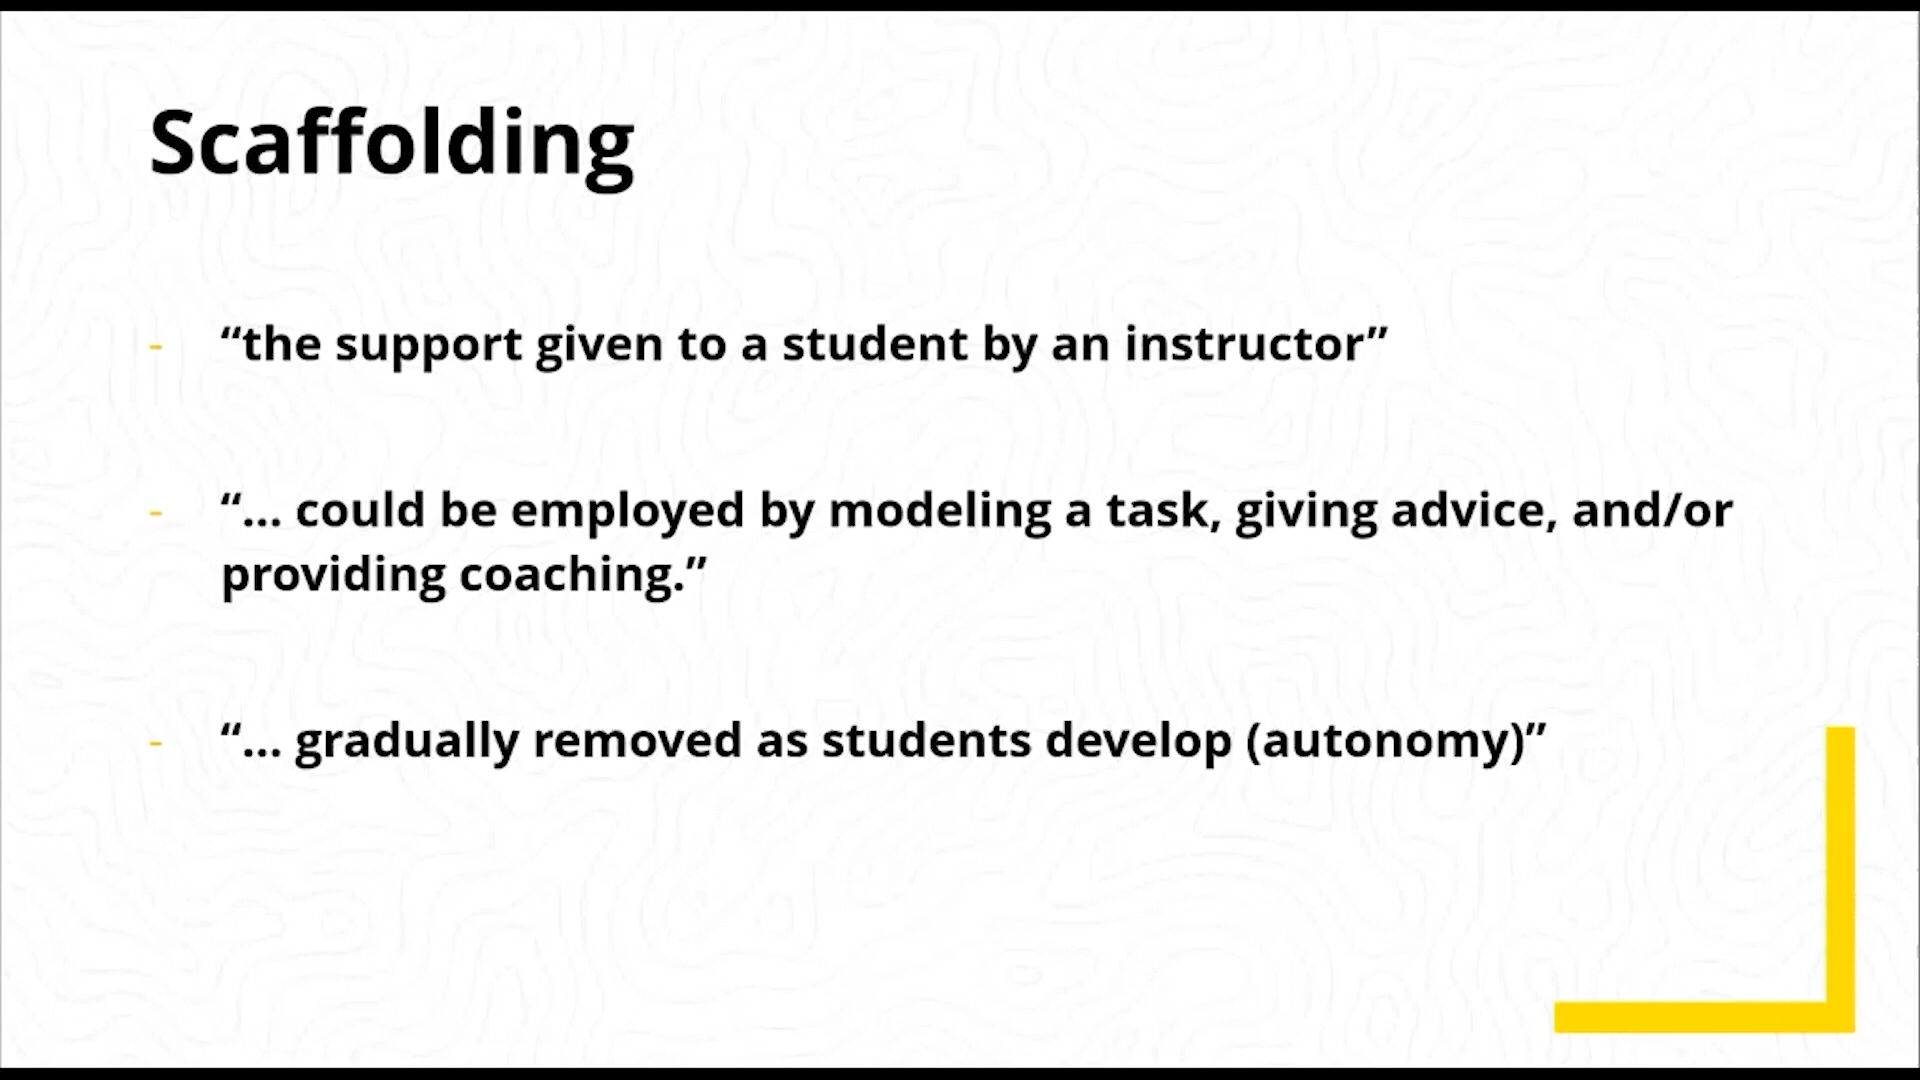 Scaffolding
- “the support given to a student by an instructor”
- “... could be employed by modeling a task, giving advice, and/or
providing coaching.”
- “... gradually removed as students develop (autonomy)”